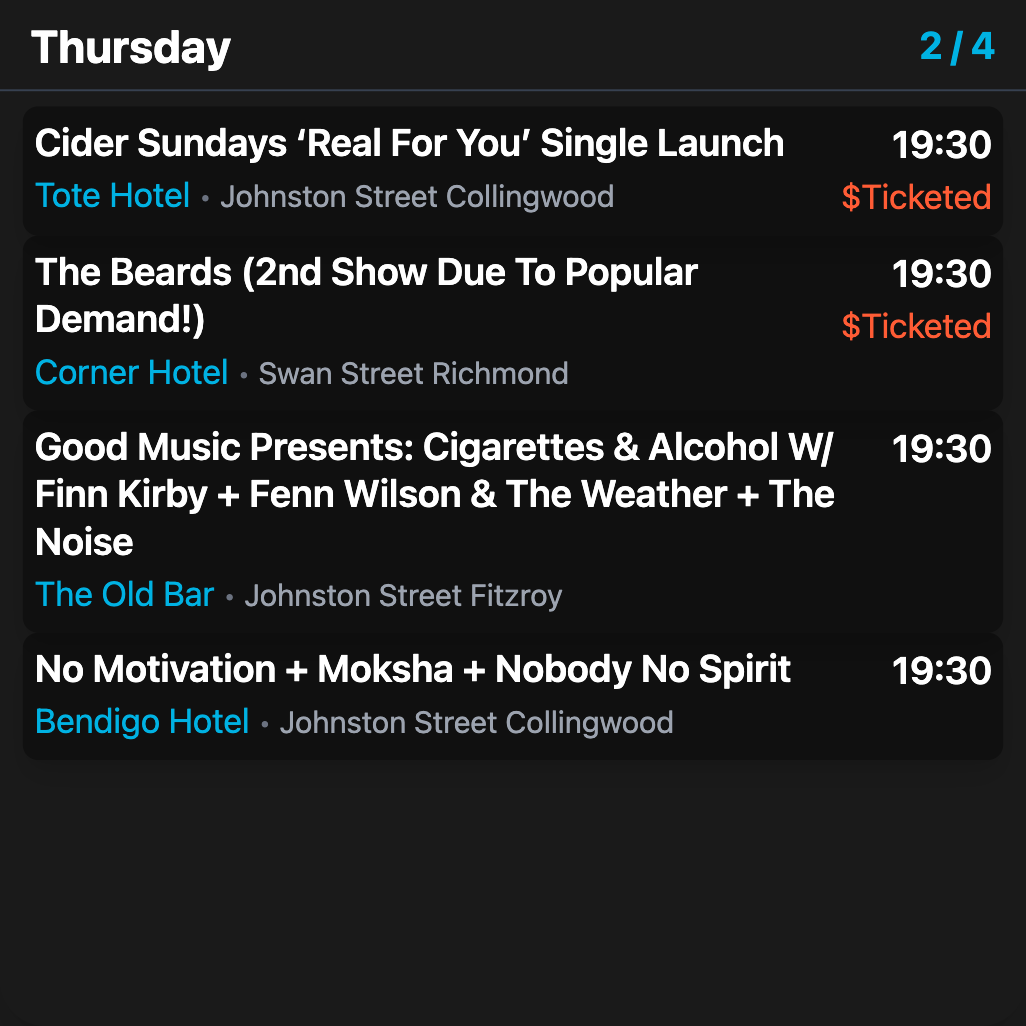 Thursday 2 / 4
Cider Sundays ‘Real For You’ Single Launch 19:30
Tote Hotel • Johnston Street Collingwood $Ticketed
The Beards (2nd Show Due To Popular 19:30
Demand!) $Ticketed
Corner Hotel • Swan Street Richmond
Good Music Presents: Cigarettes & Alcohol W/ 19:30
Finn Kirby + Fenn Wilson & The Weather + The
Noise
The Old Bar • Johnston Street Fitzroy
No Motivation + Moksha + Nobody No Spirit 19:30
Bendigo Hotel • Johnston Street Collingwood